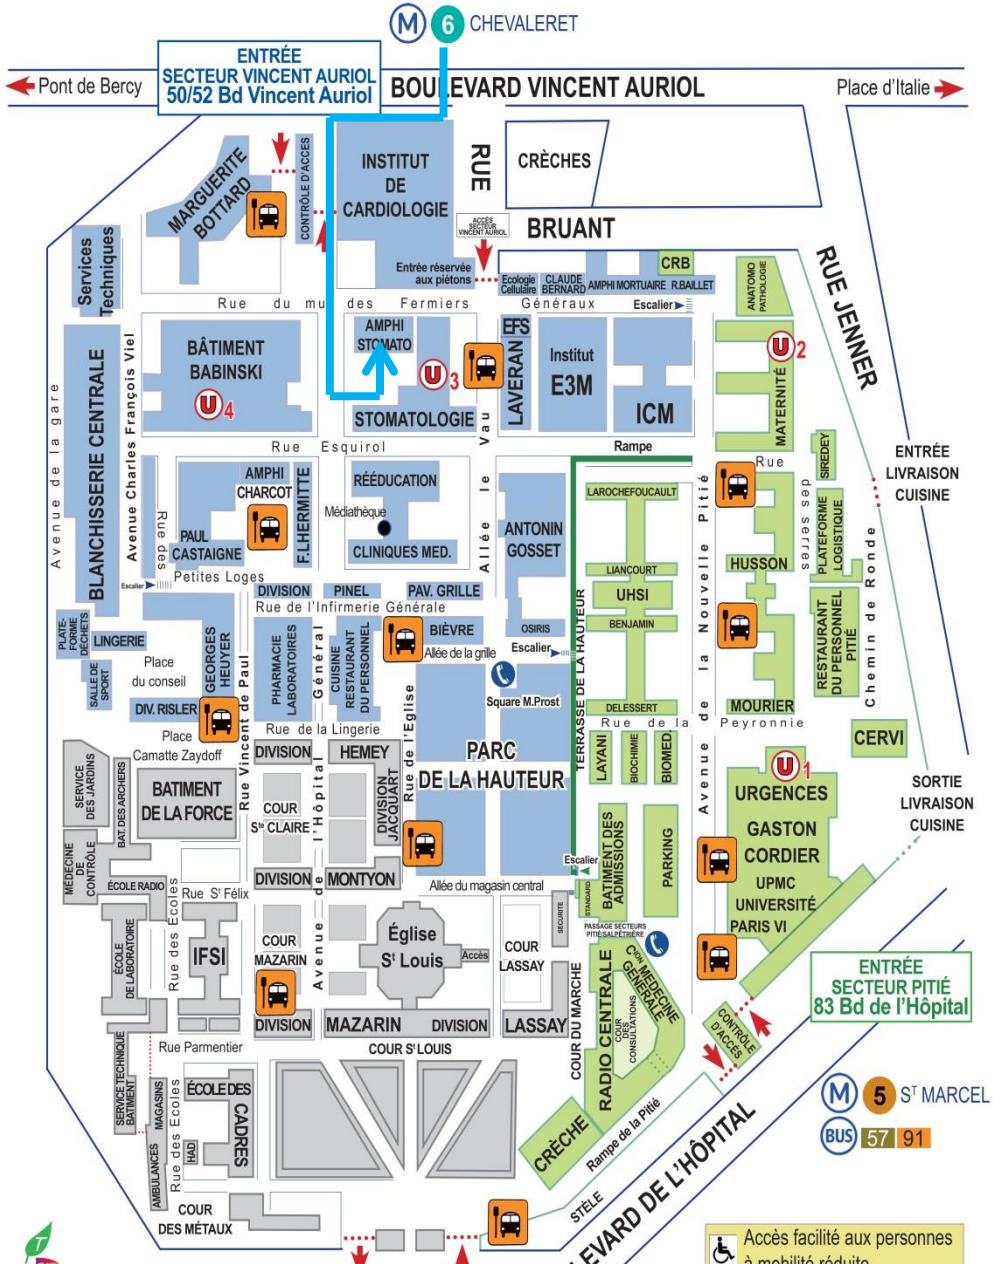 M 6 CHEVALERET
ENTRÉE
SECTEUR VINCENT AURIOL
50/52 Bd Vincent Auriol
Pont de Bercy
BOULEVARD VINCENT AURIOL
Place d'Italie
MARGUERITE
BOTTARD
CONTRÔLE D'ACCES
INSTITUT
DE
CARDIOLOGIE
RUE
BRUANT
CRÈCHES
ACCÈS
SECTEUR
VINCENT AURIOL
Services
Techniques
Entrée réservée
aux piétons
Ecologie
Cellulaire
CLAUDE
BERNARD
AMPHI MORTUAIRE
R.BAILLET
CRB
ANATOMO
PATHOLOGIE
RUE JENNER
Rue du mu des Fermiers Généraux
Escalier
BÂTIMENT
BABINSKI
U 4
AMPHI
STOMATO
U 3
STOMATOLOGIE
EFS
LAVERAN
Institut
E3M
ICM
U 2
MATERNITÉ
Avenue de la gare
BLANCHISSERIE CENTRALE
Avenue Charles François Viel
Rue Esquirol
Allée le Vau
Rampe
Rue
des serres
SIREDEY
ENTRÉE
LIVRAISON
CUISINE
AMPHI
CHARCOT
PAUL
CASTAIGNE
F.LHERMITTE
RÉÉDUCATION
Médiathèque
CLINIQUES MED.
ANTONIN
GOSSET
LAROCHEFOUCAULT
Avenue de la Nouvelle Pitié
PLATEFORME
LOGISTIQUE
Chemin de Ronde
Rue des
Petites Loges
Escalier
LIANCOURT
UHSI
BENJAMIN
HUSSON
RESTAURANT
DU PERSONNEL
PITIÉ
DIVISION
PINEL
PAV. GRILLE
Rue de l'Infirmerie Générale
PLATE-
FORME
DÉCHETS
LINGERIE
SALLE DE
SPORT
Place
du conseil
GEORGES
HEUYER
DIV. RISLER
Place
Camatte Zaydoff
Rue Vincent de Paul
PHARMACIE
LABORATOIRES
Avenue de l'Hôpital Général
CUISINE
RESTAURANT
DU PERSONNEL
BIÈVRE
Allée de la grille
OSIRIS
Escalier
TERRASSE DE LA HAUTEUR
Square M.Prost
Rue de l'Eglise
DELESSERT
MOURIER
Rue de la Peyronnie
Rue de la Lingerie
PARC
DE LA HAUTEUR
LAYANI
BIOCHIMIE
BIOMED.
CERVI
SERVICE
DES JARDINS
BAT. DES ARCHERS
BATIMENT
DE LA FORCE
DIVISION
HEMEY
COUR
Ste CLAIRE
DIVISION
JACQUART
U 1
URGENCES
GASTON
CORDIER
UPMC
UNIVERSITÉ
PARIS VI
SORTIE
LIVRAISON
CUISINE
MEDECINE
DE
CONTRÔLE
ÉCOLE RADIO
Rue St Félix
DIVISION
MONTYON
Allée du magasin central
Escalier
STANDARD
BATIMENT DES
ADMISSIONS
PARKING
PASSAGE SECTEURS
PITIÉ/SALPÊTRIÈRE
ÉCOLE
DE LABORATOIRE
Rue des Ecoles
IFSI
COUR
MAZARIN
Église
St Louis
Accès
COUR
LASSAY
SECURITE
COUR DU MARCHE
RADIO CENTRALE
COUR
DES
CONSULTATIONS
Cion MEDECINE
GENERALE
ENTRÉE
SECTEUR PITIÉ
83 Bd de l'Hôpital
CONTRÔLE
D'ACCÈS
DIVISION
MAZARIN
DIVISION
LASSAY
Rue Parmentier
COUR St LOUIS
SERVICE TECHNIQUE
BATIMENT
MAGASINS
AMBULANCES
Rue des Ecoles
ÉCOLE DES
CADRES
HAD
CRÈCHE
Rampe de la Pitié
M 5 ST MARCEL
BUS 57 91
COUR
DES MÉTAUX
STÈLE
LEVARD DE L'HÔPITAL
T
Accès facilité aux personnes
à mobilité réduite